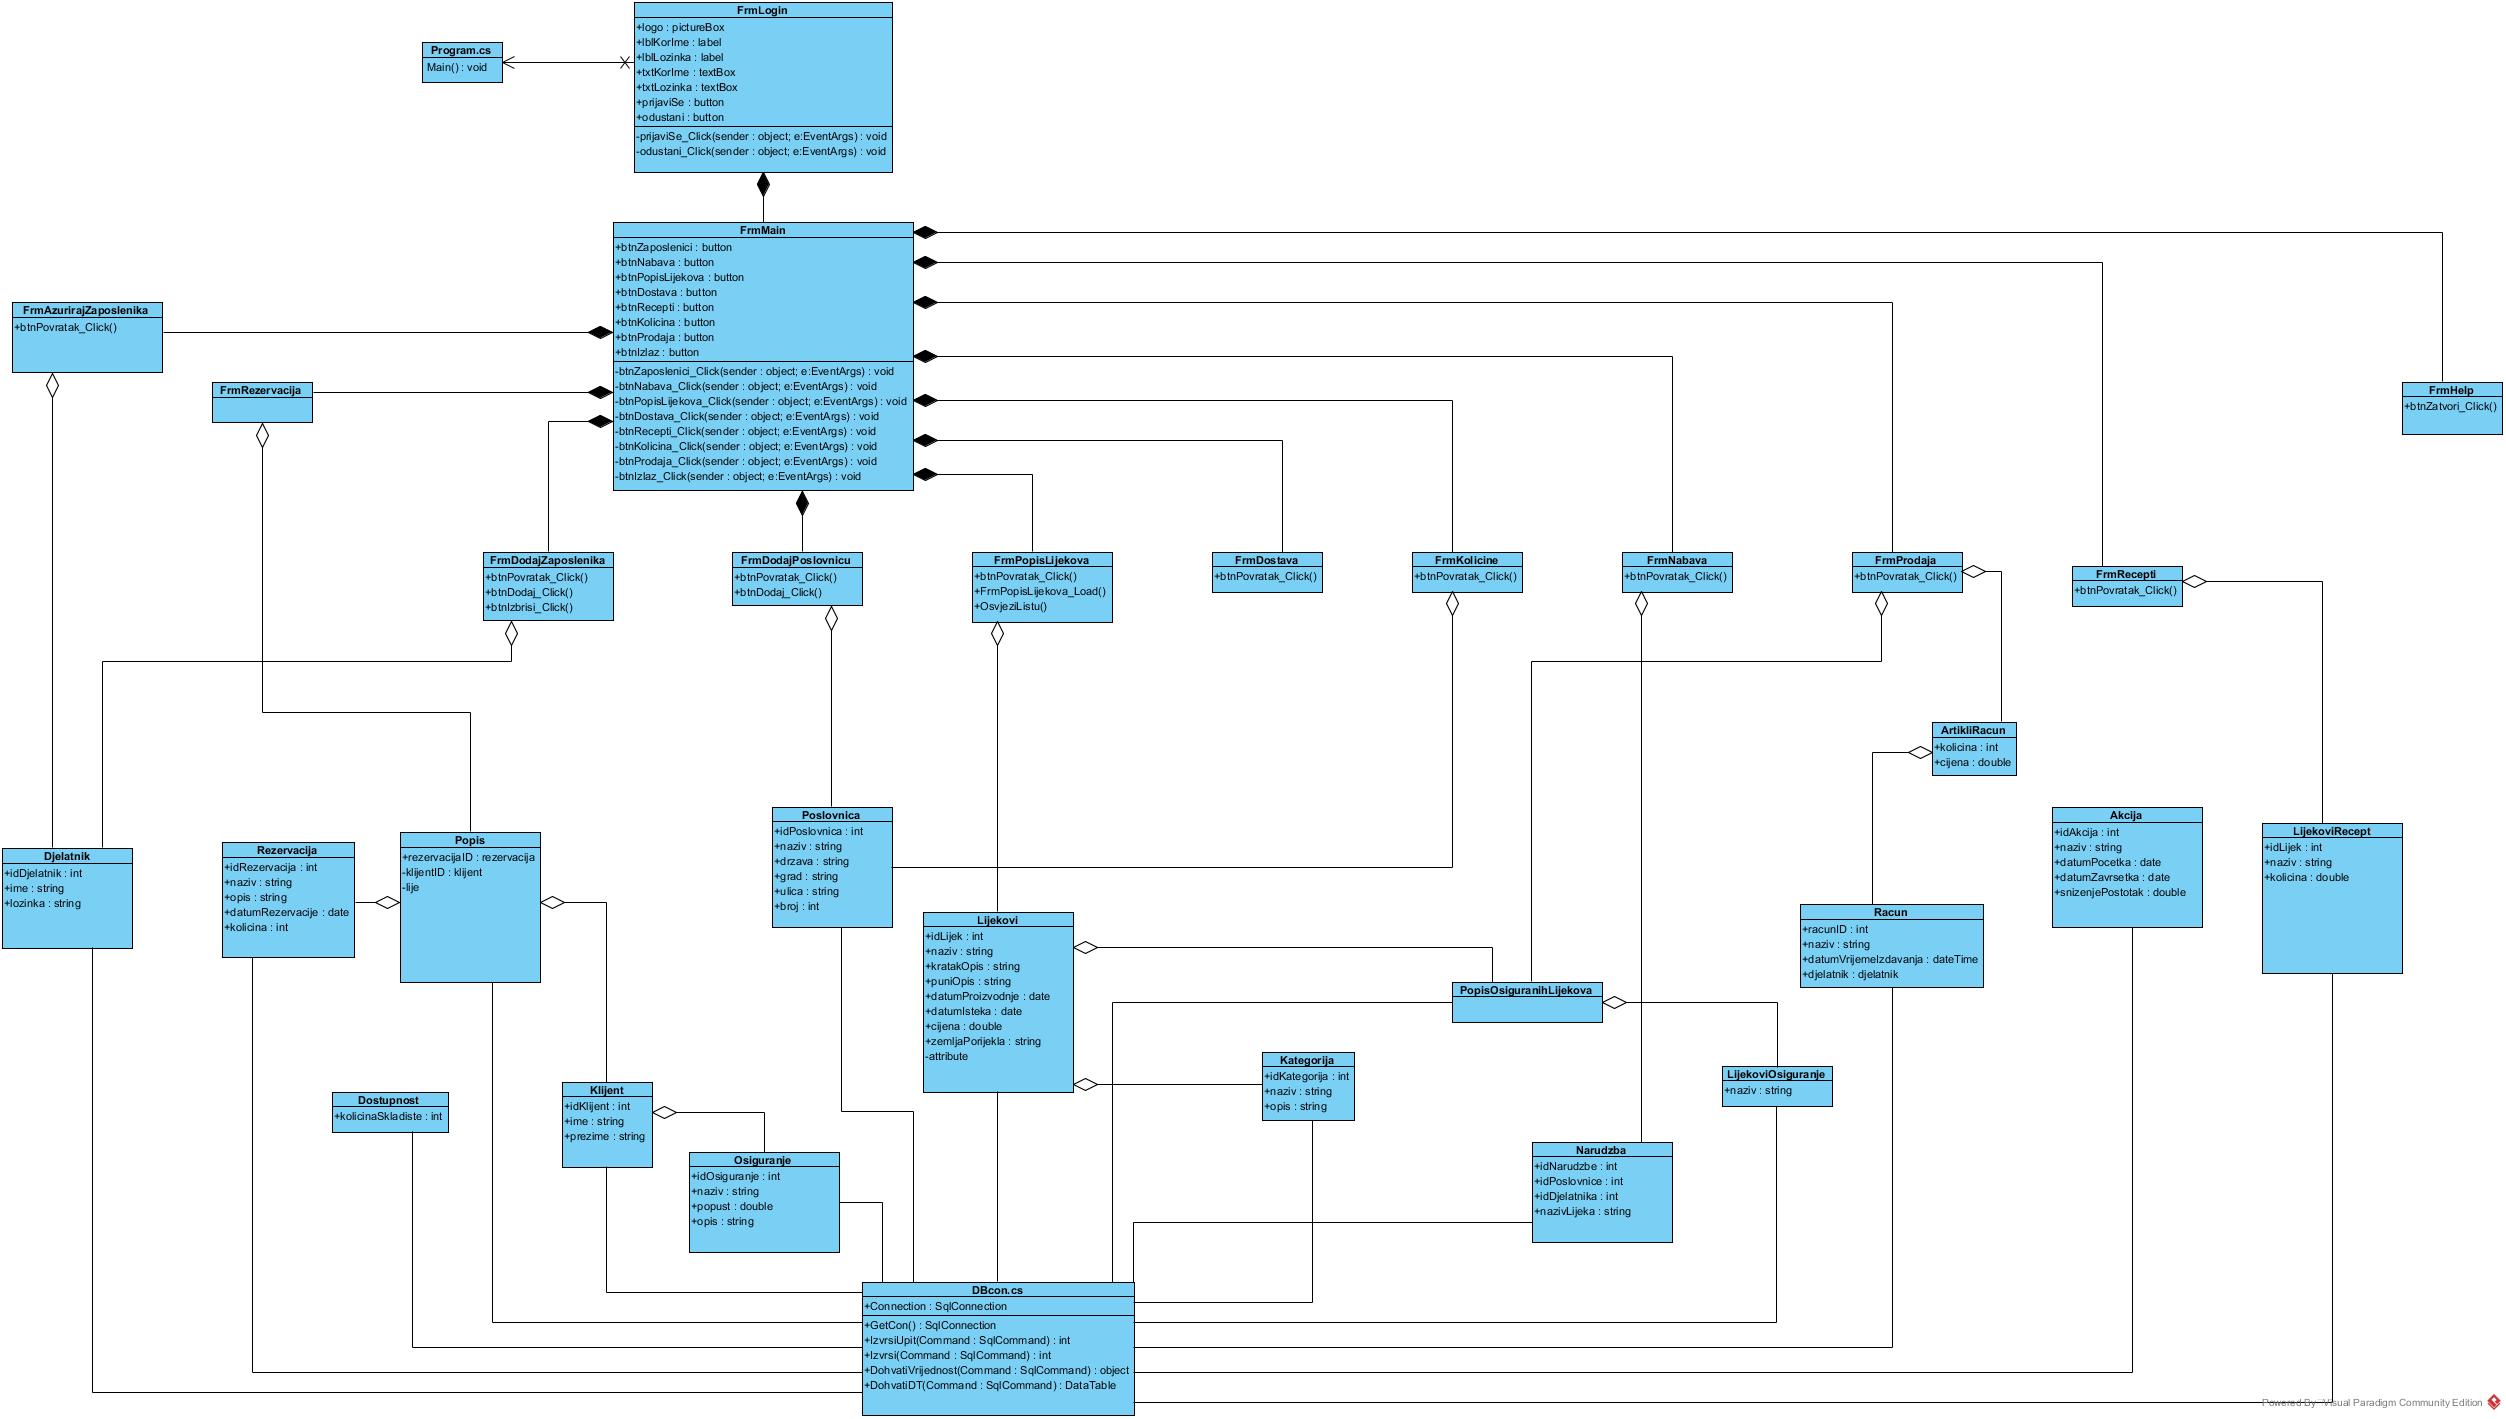 FrmLogin
+logo : pictureBox
+lblKorIme : label
+lblLozinka : label
+txtKorIme : textBox
+txtLozinka : textBox
+prijaviSe : button
+odustani : button
-prijaviSe_Click(sender : object; e:EventArgs) : void
-odustani_Click(sender : object; e:EventArgs) : void
Program.cs
Main() : void
FrmMain
+btnZaposlenici : button
+btnNabava : button
+btnPopisLijekova : button
+btnDostava : button
+btnRecepti : button
+btnKolicina : button
+btnProdaja : button
+btnIzlaz : button
-btnZaposlenici_Click(sender : object; e:EventArgs) : void
-btnNabava_Click(sender : object; e:EventArgs) : void
-btnPopisLijekova_Click(sender : object; e:EventArgs) : void
-btnDostava_Click(sender : object; e:EventArgs) : void
-btnRecepti_Click(sender : object; e:EventArgs) : void
-btnKolicina_Click(sender : object; e:EventArgs) : void
-btnProdaja_Click(sender : object; e:EventArgs) : void
-btnIzlaz_Click(sender : object; e:EventArgs) : void
FrmAzurirajZaposlenika
+btnPovratak_Click()
FrmRezervacija
FrmHelp
+btnZatvori_Click()
FrmDodajZaposlenika
+btnPovratak_Click()
+btnDodaj_Click()
+btnIzbrisi_Click()
FrmDodajPoslovnicu
+btnPovratak_Click()
+btnDodaj_Click()
FrmPopisLijekova
+btnPovratak_Click()
+FrmPopisLijekova_Load()
+OsvjeziListu()
FrmDostava
+btnPovratak_Click()
FrmKolicine
+btnPovratak_Click()
FrmNabava
+btnPovratak_Click()
FrmProdaja
+btnPovratak_Click()
FrmRecepti
+btnPovratak_Click()
ArtikliRacun
+kolicina : int
+cijena : double
Djelatnik
+idDjelatnik : int
+ime : string
+lozinka : string
Rezervacija
+idRezervacija : int
+naziv : string
+opis : string
+datumRezervacije : date
+kolicina : int
Popis
+rezervacijaID : rezervacija
-klijentID : klijent
-lije
Poslovnica
+idPoslovnica : int
+naziv : string
+drzava : string
+grad : string
+ulica : string
+broj : int
Lijekovi
+idLijek : int
+naziv : string
+kratakOpis : string
+puniOpis : string
+datumProizvodnje : date
+datumIsteka : date
+cijena : double
+zemljaPorijekla : string
-attribute
Akcija
+idAkcija : int
+naziv : string
+datumPocetka : date
+datumZavrsetka : date
+snizenjePostotak : double
LijekoviRecept
+idLijek : int
+naziv : string
+kolicina : double
Racun
+racunID : int
+naziv : string
+datumVrijemeIzdavanja : dateTime
+djelatnik : djelatnik
PopisOsiguranihLijekova
Kategorija
+idKategorija : int
+naziv : string
+opis : string
LijekoviOsiguranje
+naziv : string
Dostupnost
+kolicinaSkladiste : int
Klijent
+idKlijent : int
+ime : string
+prezime : string
Osiguranje
+idOsiguranje : int
+naziv : string
+popust : double
+opis : string
Narudzba
+idNarudzbe : int
+idPoslovnice : int
+idDjelatnika : int
+nazivLijeka : string
DBcon.cs
+Connection : SqlConnection
+GetCon() : SqlConnection
+IzvrsiUpit(Command : SqlCommand) : int
+Izvrsi(Command : SqlCommand) : int
+DohvatiVrijednost(Command : SqlCommand) : object
+DohvatiDT(Command : SqlCommand) : DataTable
Powered By Visual Paradigm Community Edition